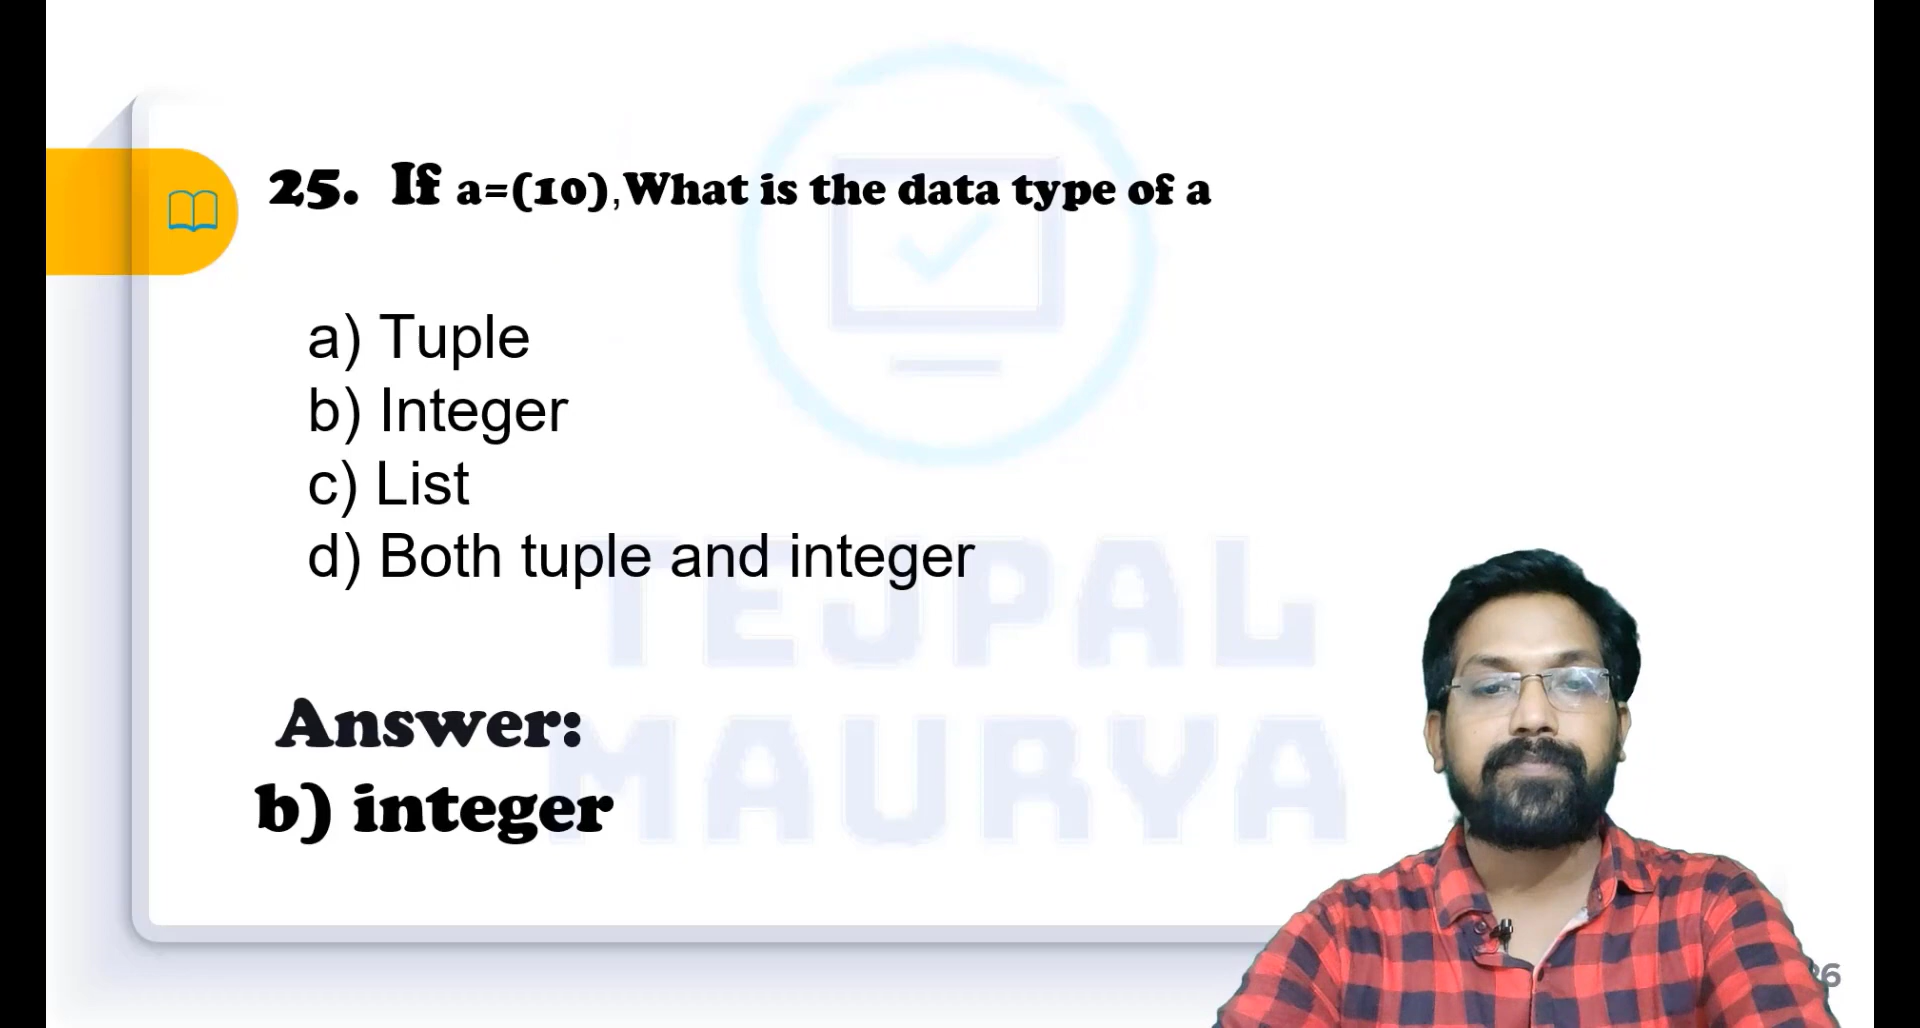 25. If a=(10),What is the data type of a
a) Tuple
b) Integer
c) List
d) Both tuple and integer
TEJPAL
MAURYA
Answer:
b) integer